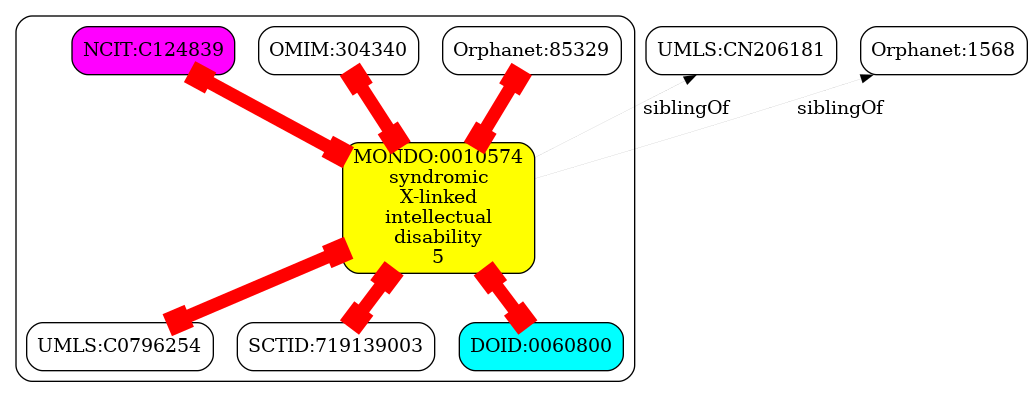 NCIT:C124839
OMIM:304340
Orphanet:85329
UMLS:CN206181
Orphanet:1568
siblingOf
siblingOf
MONDO:0010574
syndromic
X-linked
intellectual
disability
5
UMLS:C0796254
SCTID:719139003
DOID:0060800